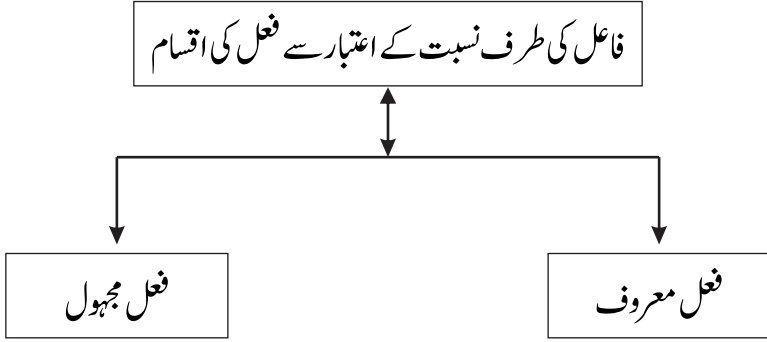 فاعل کی طرف نسبت کے اعتبار سے فعل کی اقسام
فعل معروف
فعل مجہول